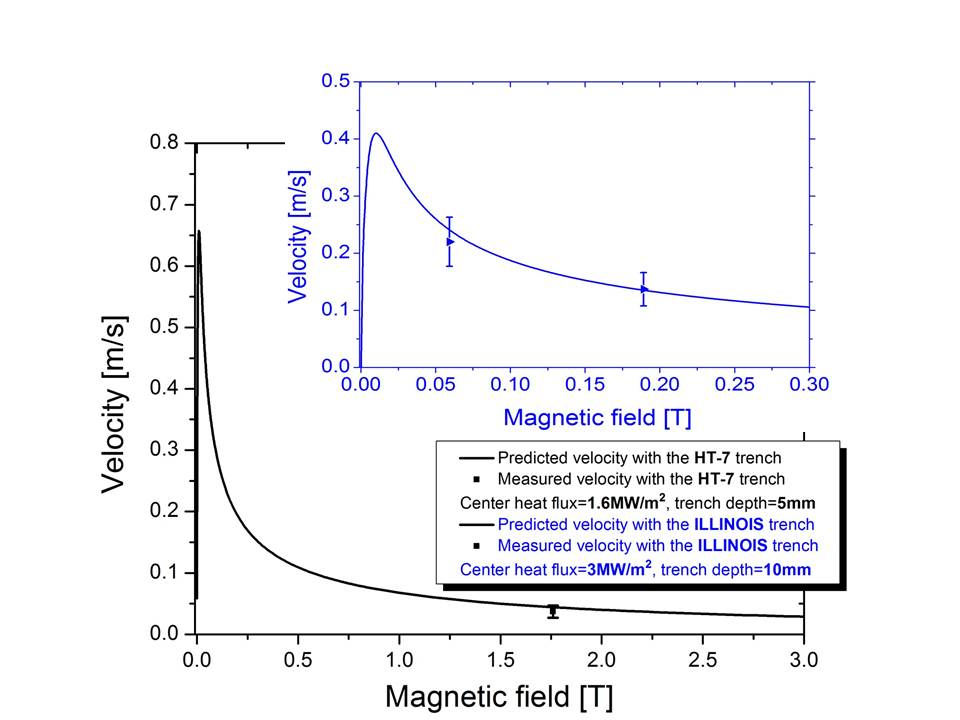 0.5
0.4
0.3
0.2
0.1
0.0
Velocity [m/s]
0.00 0.05 0.10 0.15 0.20 0.25 0.30
Magnetic field [T]
0.8
0.7
0.6
0.5
0.4
0.3
0.2
0.1
0.0
Velocity [m/s]
Predicted velocity with the HT-7 trench
Measured velocity with the HT-7 trench
Center heat flux=1.6MW/m², trench depth=5mm
Predicted velocity with the ILLINOIS trench
Measured velocity with the ILLINOIS trench
Center heat flux=3MW/m², trench depth=10mm
0.0 0.5 1.0 1.5 2.0 2.5 3.0
Magnetic field [T]